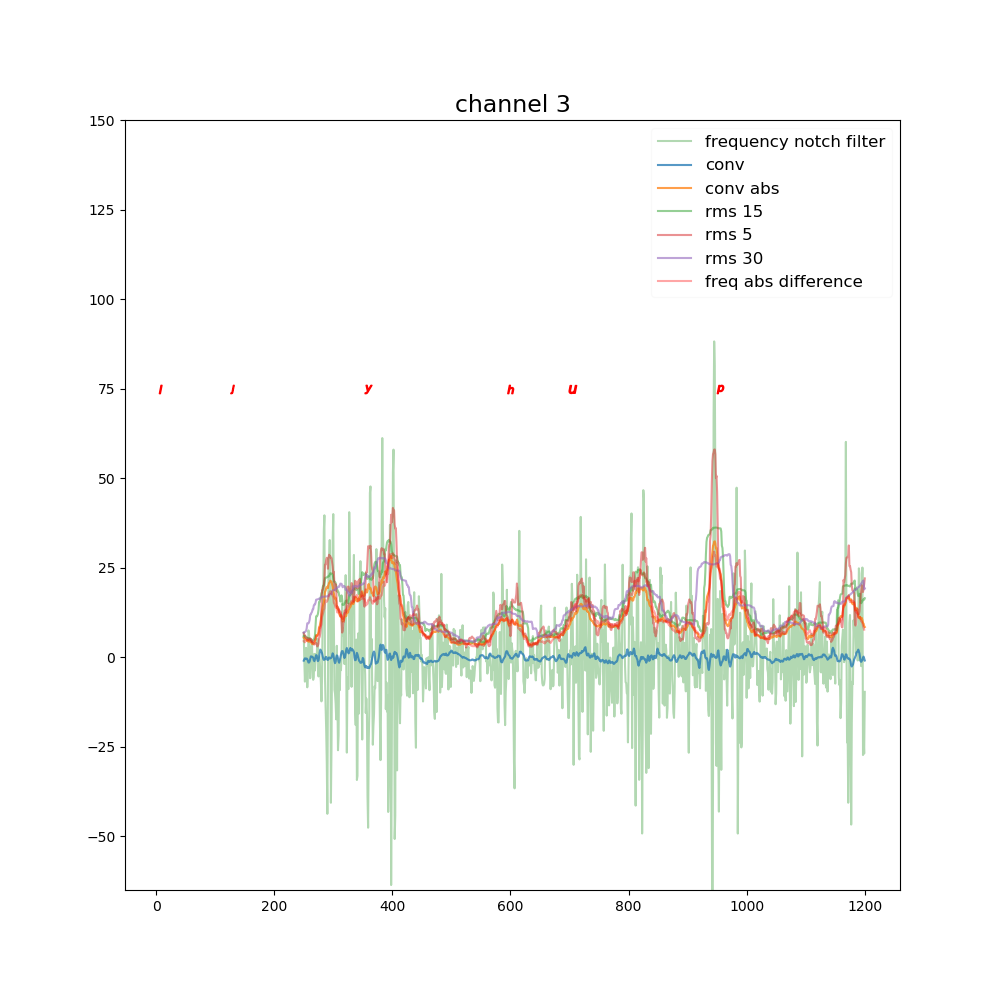 channel 3
150
frequency notch filter
conv
conv abs
rms 15
rms 5
rms 30
freq abs difference
125
100
75
l j y h u p
50
25
0
−25
−50
0 200 400 600 800 1000 1200